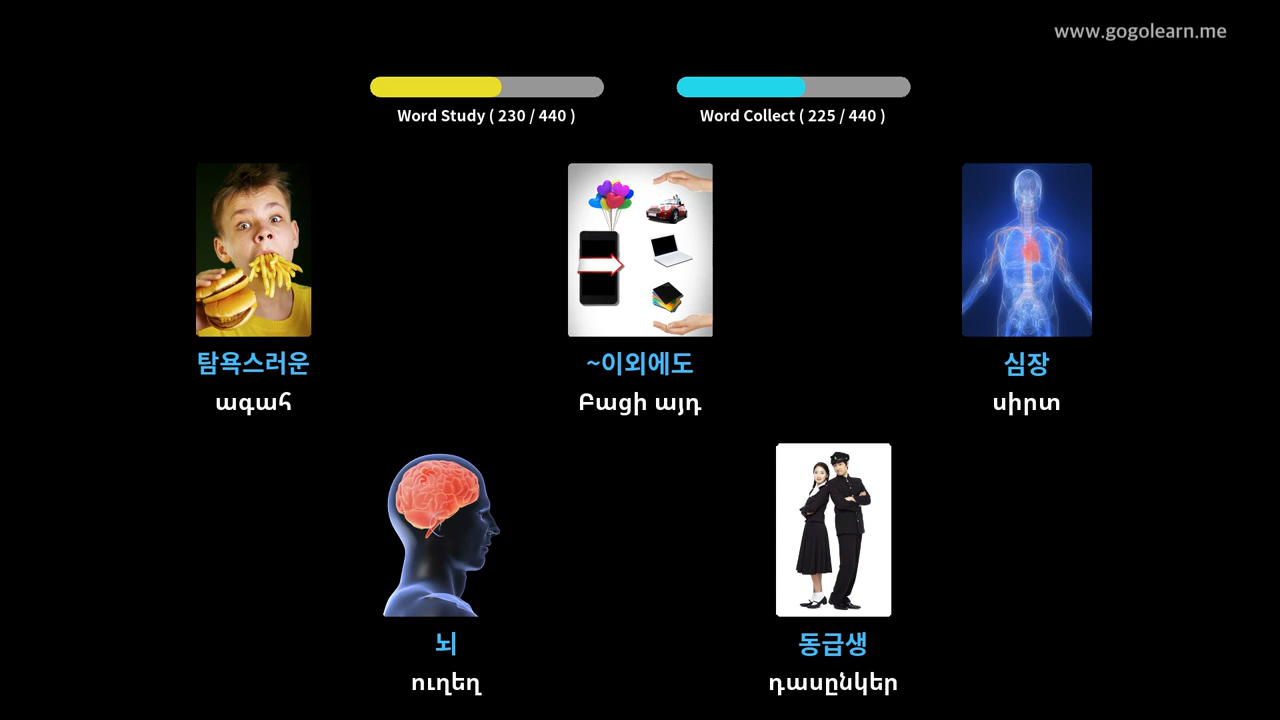 www.gogolearn.me
Word Study ( 230 / 440 )
Word Collect ( 225 / 440 )
탐욕스러운
~이외에도
심장
ագահ
Բացի այդ
սիրտ
뇌
동급생
ուղեղ
դասընկեր